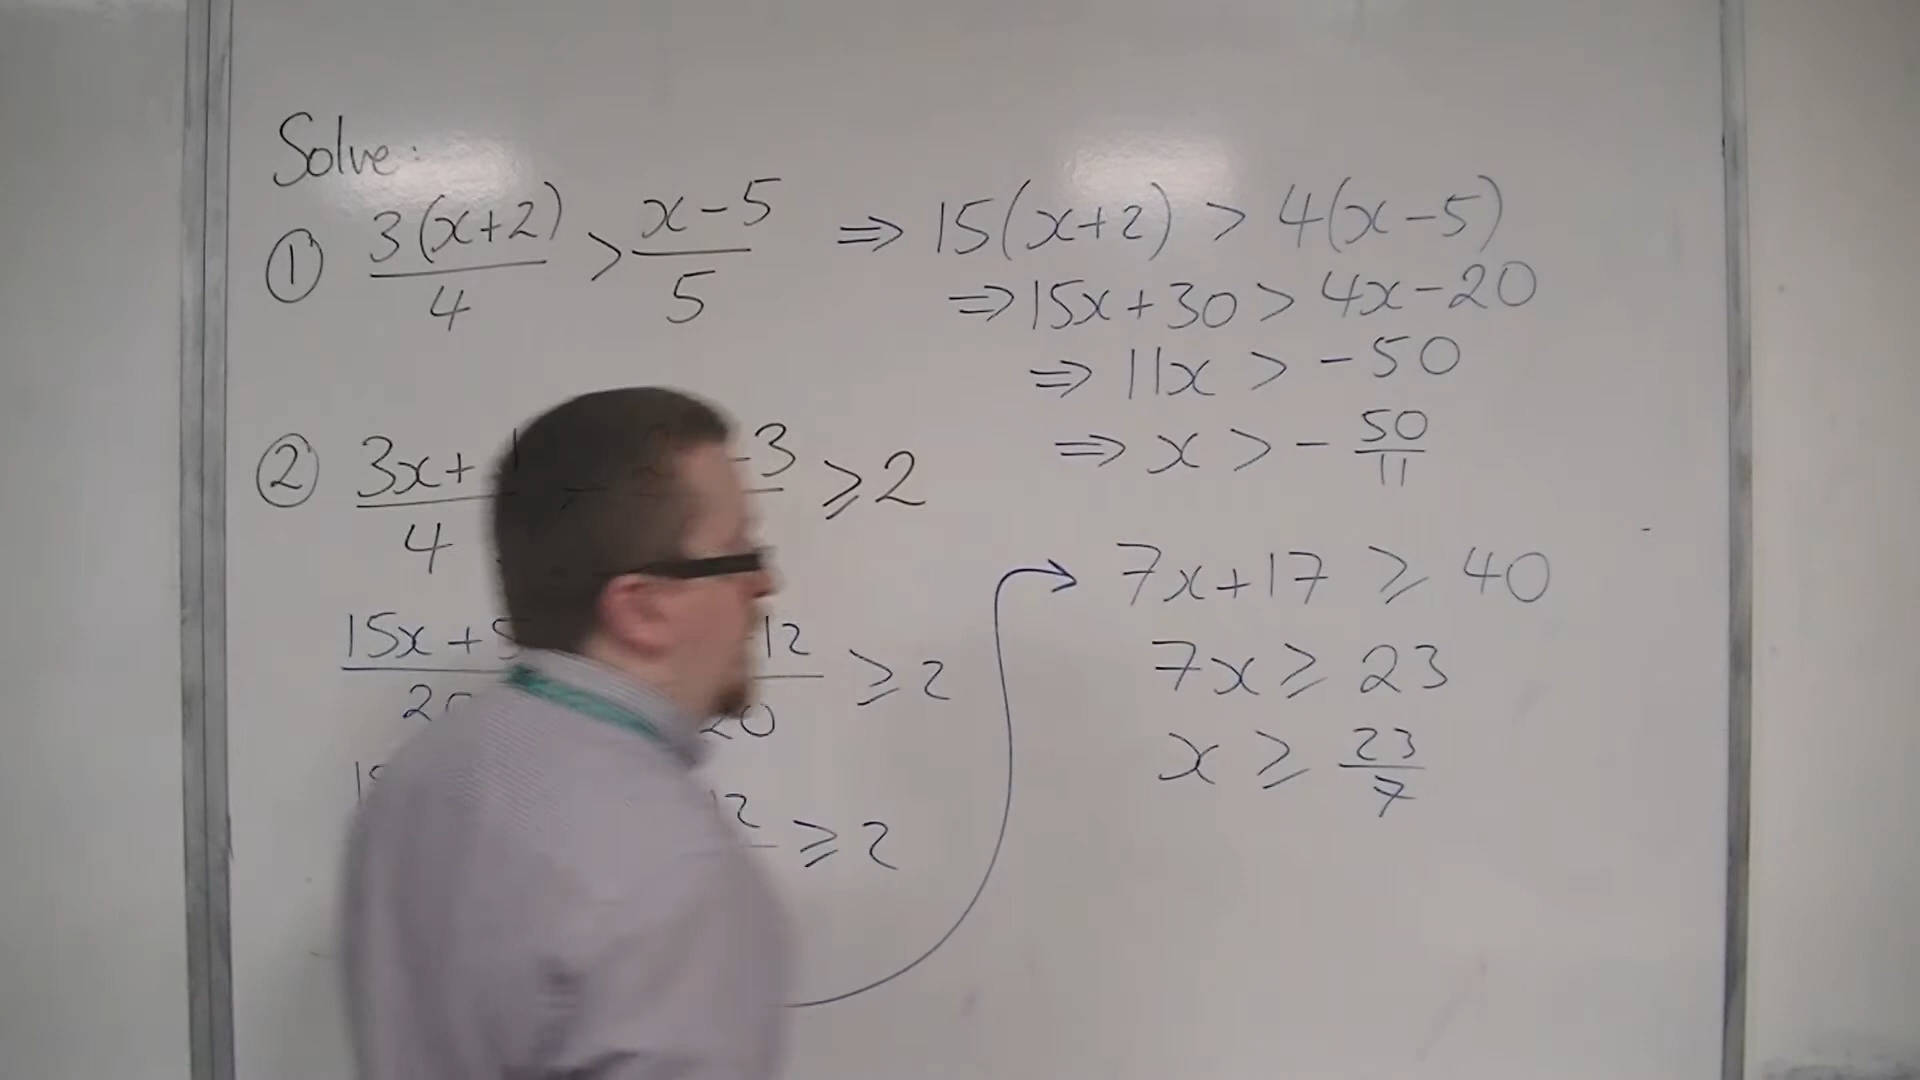 Solve:
① 3(x+2)/4 > x-5/5 ⇒ 15(x+2) > 4(x-5)
⇒ 15x+30 > 4x-20
⇒ 11x > -50
⇒ x > - 50/11
② 3x+ /4 - -3 ≥ 2
15x+5 /20 -12/20 ≥ 2
12 ≥ 2
7x+17 ≥ 40
7x ≥ 23
x ≥ 23/7